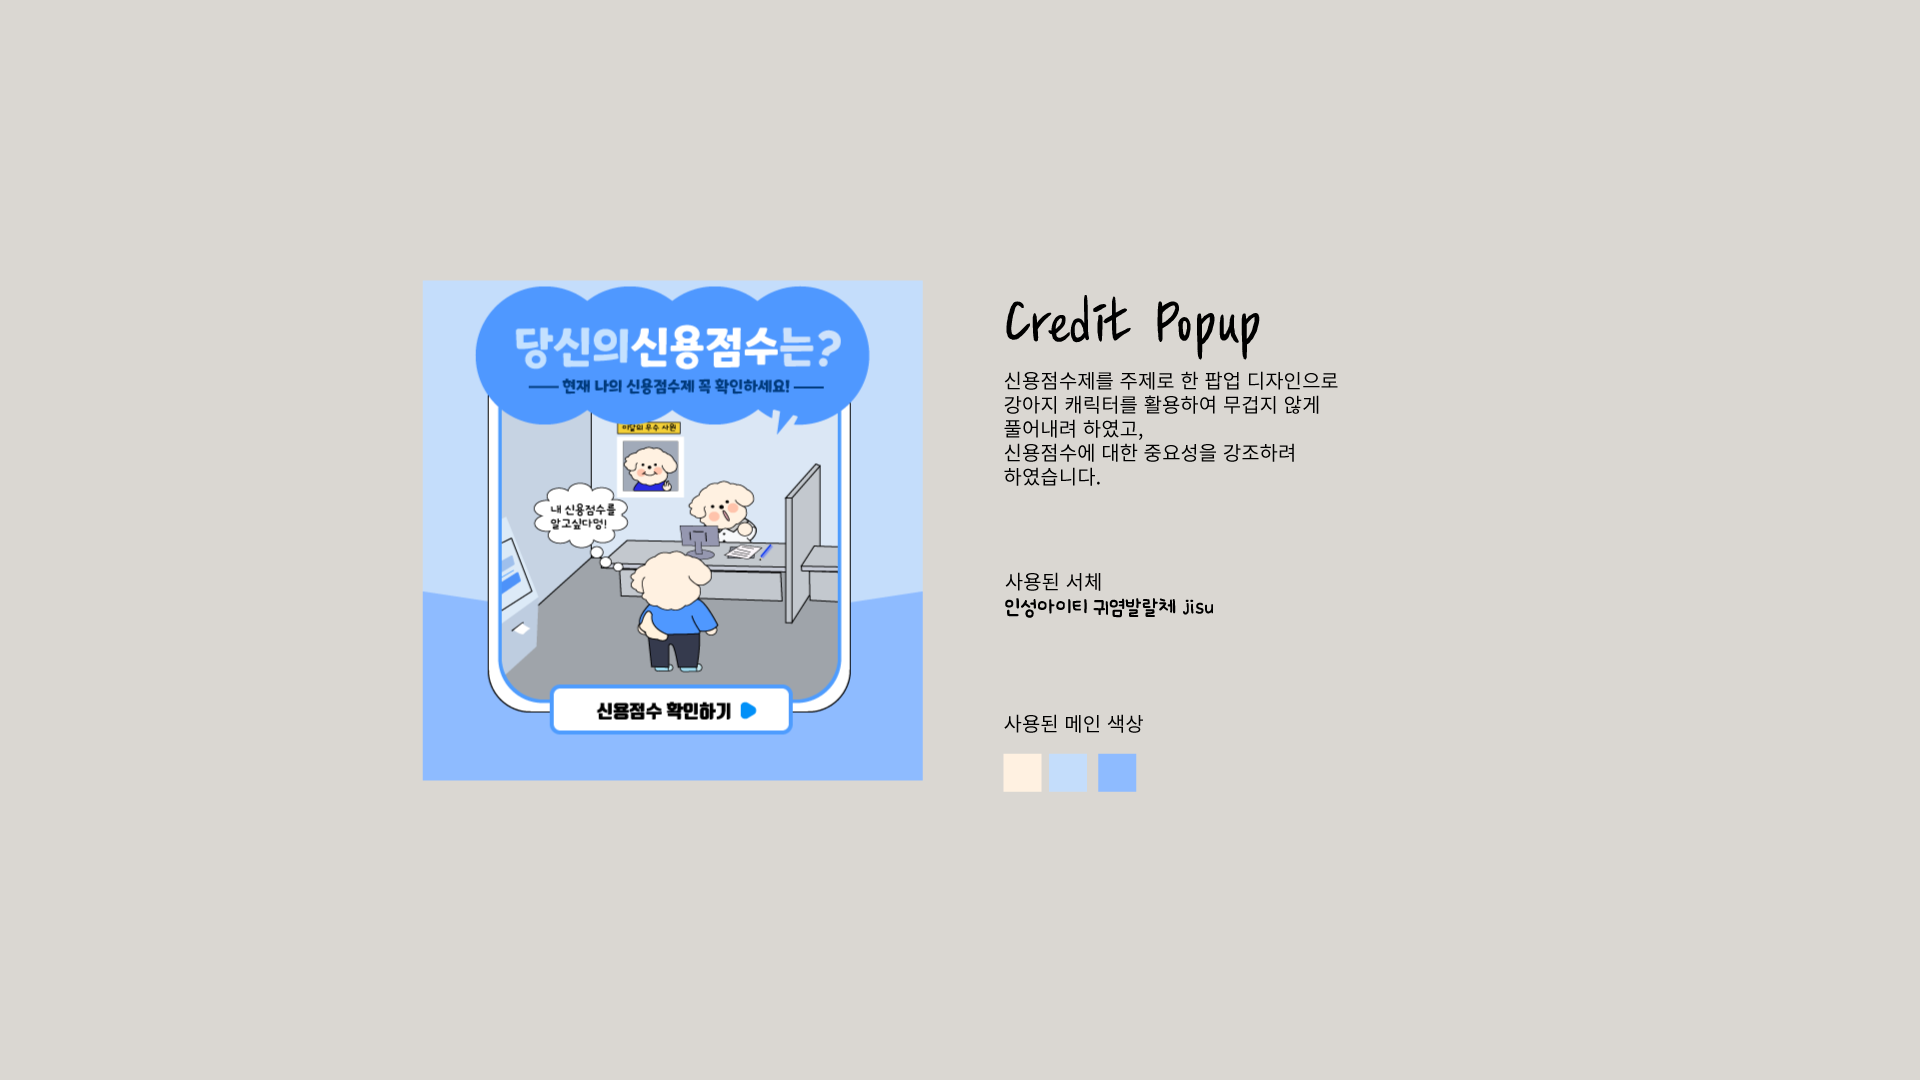 당신의신용점수는?
현재 나의 신용점수제 꼭 확인하세요!
이달의 우수 사원
내 신용점수를
알고싶다멍!
신용점수 확인하기
Credit Popup
신용점수제를 주제로 한 팝업 디자인으로
강아지 캐릭터를 활용하여 무겁지 않게
풀어내려 하였고,
신용점수에 대한 중요성을 강조하려
하였습니다.
사용된 서체
인성아이티 귀염발랄체 jisu
사용된 메인 색상